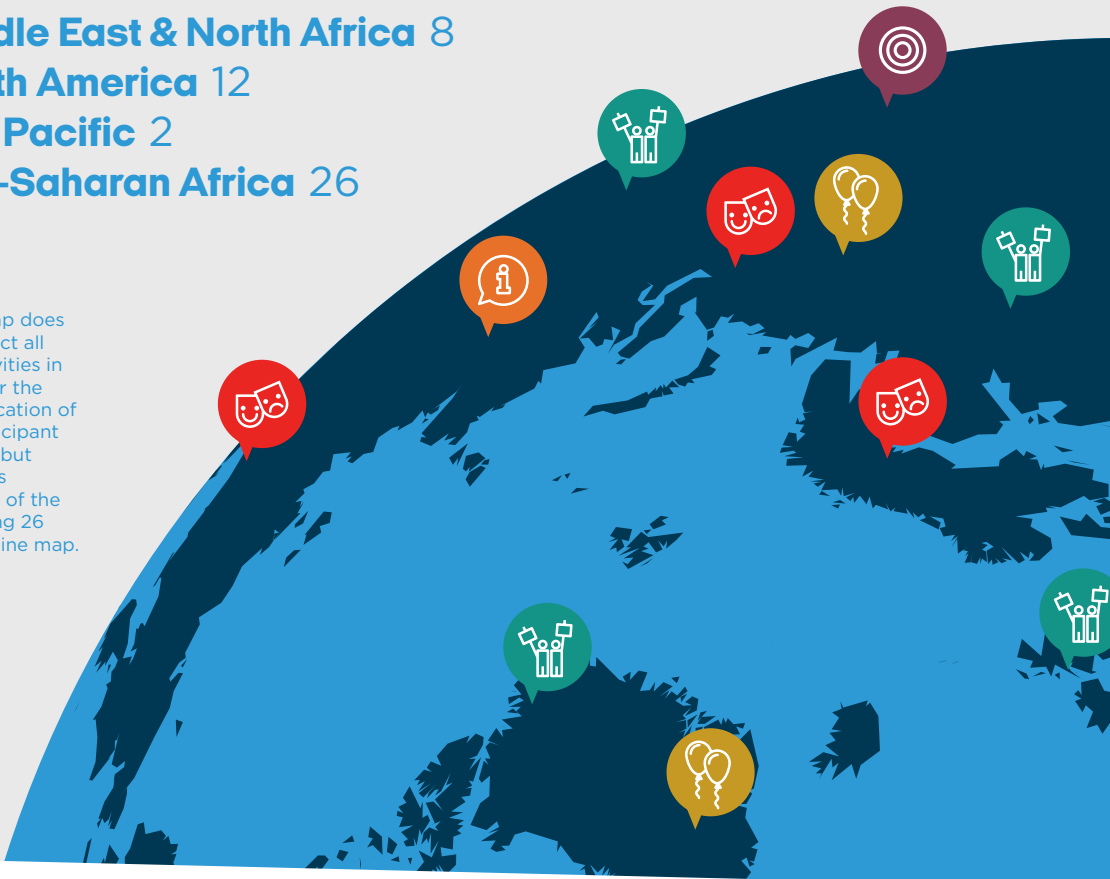 dle East & North Africa 8
th America 12
Pacific 2
-Saharan Africa 26
p does
ct all
vities in
r the
cation of
cipant
but
s
of the
g 26
ine map.